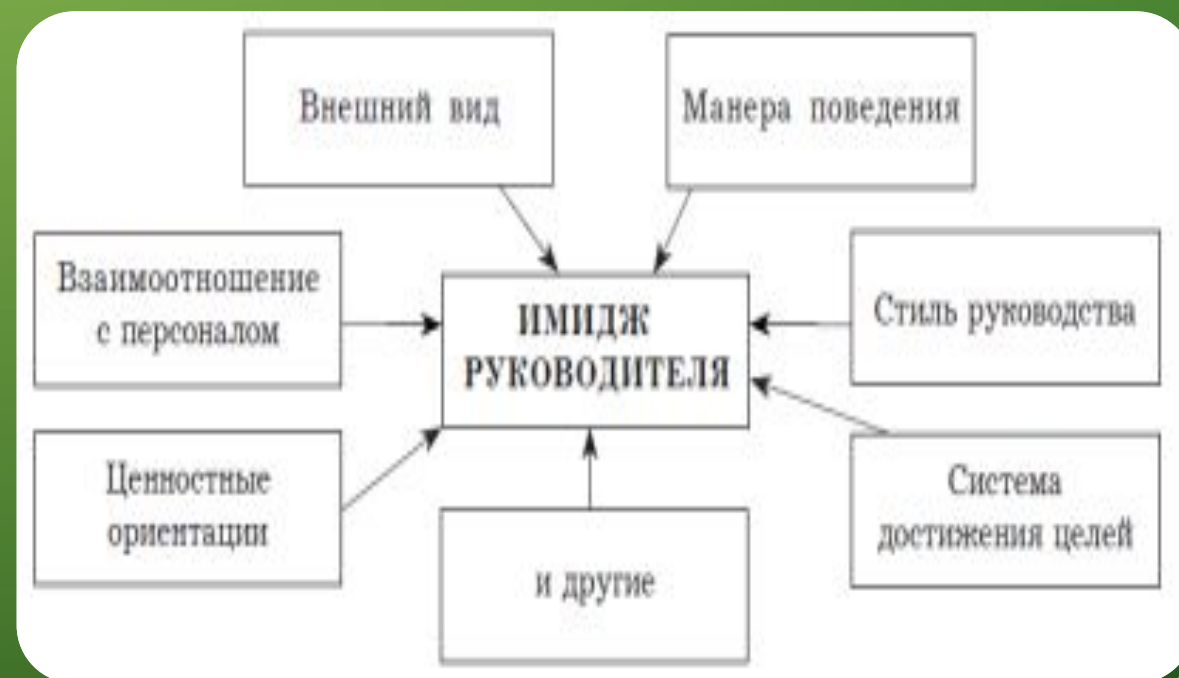 Внешний вид
Манера поведения
Взаимоотношение
с персоналом
ИМИДЖ
РУКОВОДИТЕЛЯ
Стиль руководства
Ценностные
ориентации
и другие
Система
достижения целей